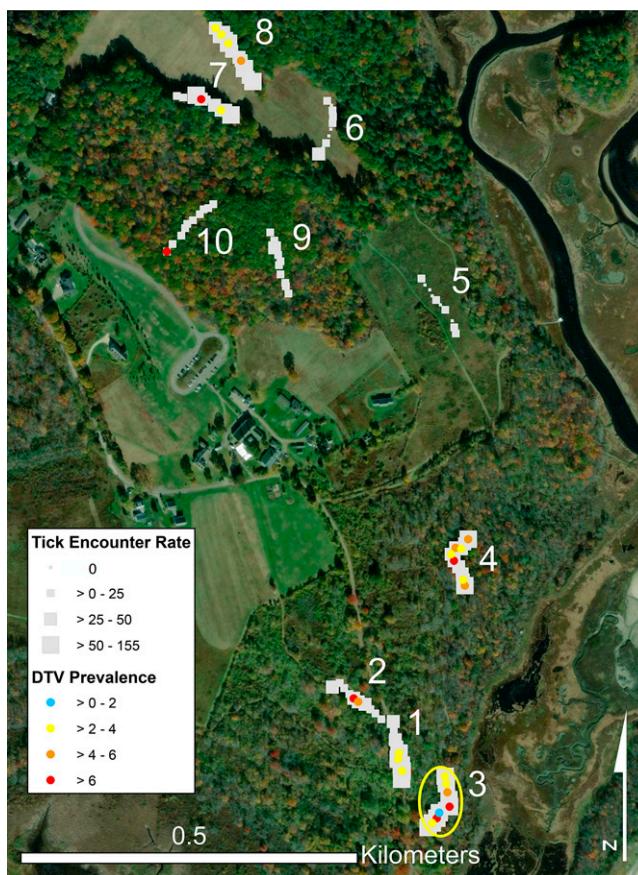 8
7
6
10
9
5
4
2
1
3
Tick Encounter Rate
0
> 0 - 25
> 25 - 50
> 50 - 155
DTV Prevalence
> 0 - 2
> 2 - 4
> 4 - 6
> 6
0.5
Kilometers
N